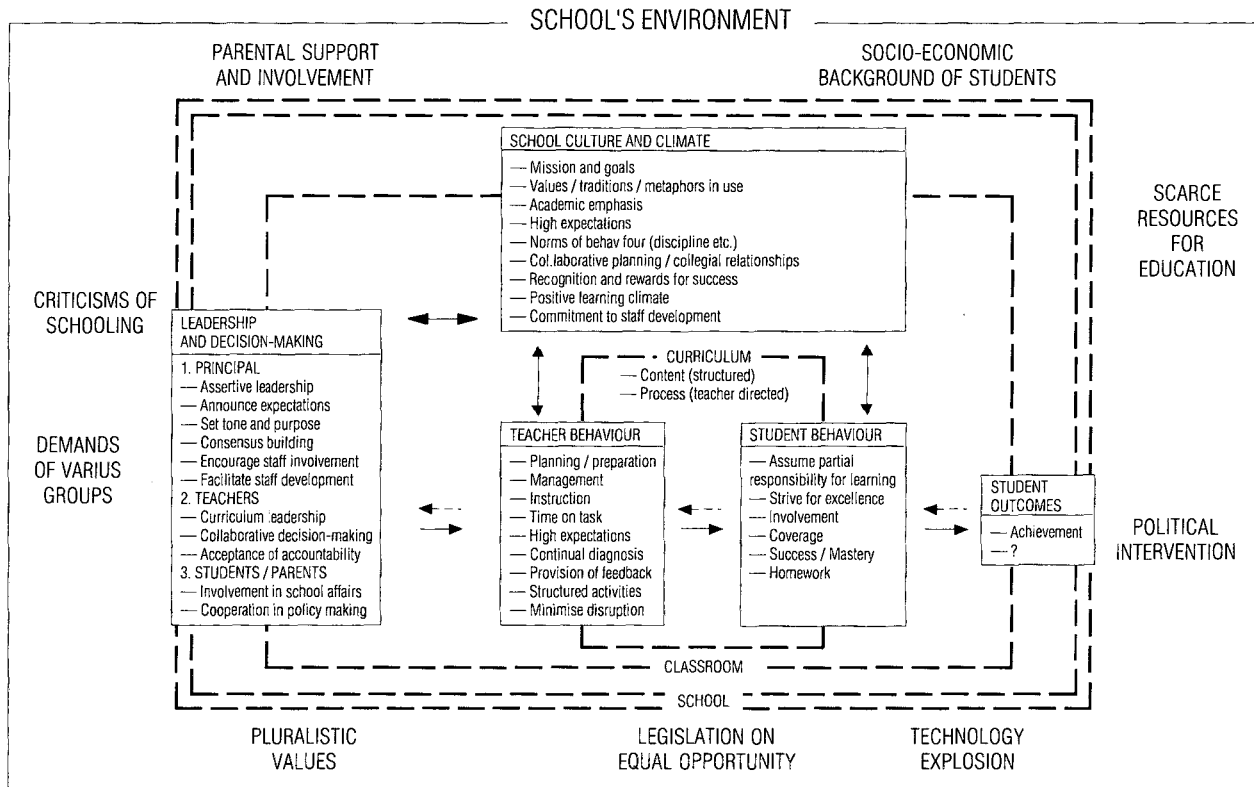 SCHOOL'S ENVIRONMENT
PARENTAL SUPPORT
AND INVOLVEMENT
SOCIO-ECONOMIC
BACKGROUND OF STUDENTS
SCHOOL CULTURE AND CLIMATE
— Mission and goals
— Values / traditions / metaphors in use
— Academic emphasis
— High expectations
— Norms of behav four (discipline etc.)
— Col.laborative planning / collegial relationships
— Recognition and rewards for success
— Positive learning climate
— Commitment to staff development
SCARCE
RESOURCES
FOR
EDUCATION
CRITICISMS OF
SCHOOLING
LEADERSHIP
AND DECISION-MAKING
1. PRINCIPAL
— Assertive leadership
— Announce expectations
— Set tone and purpose
— Consensus building
— Encourage staff involvement
— Facilitate staff development
2. TEACHERS
— Curriculum leadership
— Collaborative decision-making
— Acceptance of accountability
3. STUDENTS / PARENTS
— Involvement in school affairs
— Cooperation in policy making
DEMANDS
OF VARIUS
GROUPS
CURRICULUM
— Content (structured)
— Process (teacher directed)
TEACHER BEHAVIOUR
— Planning / preparation
— Management
— Instruction
— Time on task
— High expectations
— Continual diagnosis
— Provision of feedback
— Structured activities
— Minimise disruption
STUDENT BEHAVIOUR
— Assume partial
responsibility for learning
— Strive for excellence
— Involvement
— Coverage
— Success / Mastery
— Homework
STUDENT
OUTCOMES
— Achievement
— ?
POLITICAL
INTERVENTION
CLASSROOM
SCHOOL
PLURALISTIC
VALUES
LEGISLATION ON
EQUAL OPPORTUNITY
TECHNOLOGY
EXPLOSION